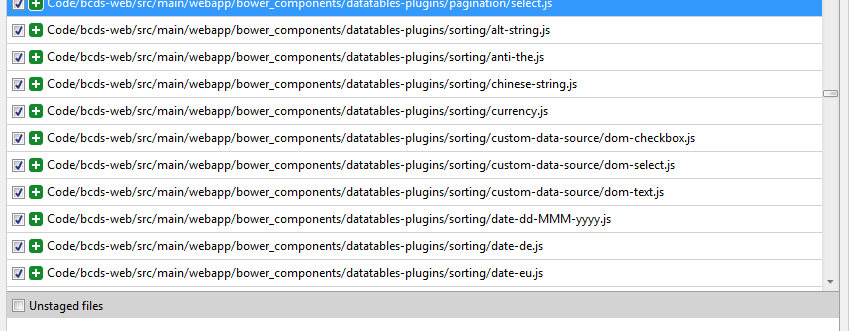 Code/bcds-web/src/main/webapp/bower_components/datatables-plugins/pagination/select.js
Code/bcds-web/src/main/webapp/bower_components/datatables-plugins/sorting/alt-string.js
Code/bcds-web/src/main/webapp/bower_components/datatables-plugins/sorting/anti-the.js
Code/bcds-web/src/main/webapp/bower_components/datatables-plugins/sorting/chinese-string.js
Code/bcds-web/src/main/webapp/bower_components/datatables-plugins/sorting/currency.js
Code/bcds-web/src/main/webapp/bower_components/datatables-plugins/sorting/custom-data-source/dom-checkbox.js
Code/bcds-web/src/main/webapp/bower_components/datatables-plugins/sorting/custom-data-source/dom-select.js
Code/bcds-web/src/main/webapp/bower_components/datatables-plugins/sorting/custom-data-source/dom-text.js
Code/bcds-web/src/main/webapp/bower_components/datatables-plugins/sorting/date-dd-MMM-yyyy.js
Code/bcds-web/src/main/webapp/bower_components/datatables-plugins/sorting/date-de.js
Code/bcds-web/src/main/webapp/bower_components/datatables-plugins/sorting/date-eu.js
Unstaged files